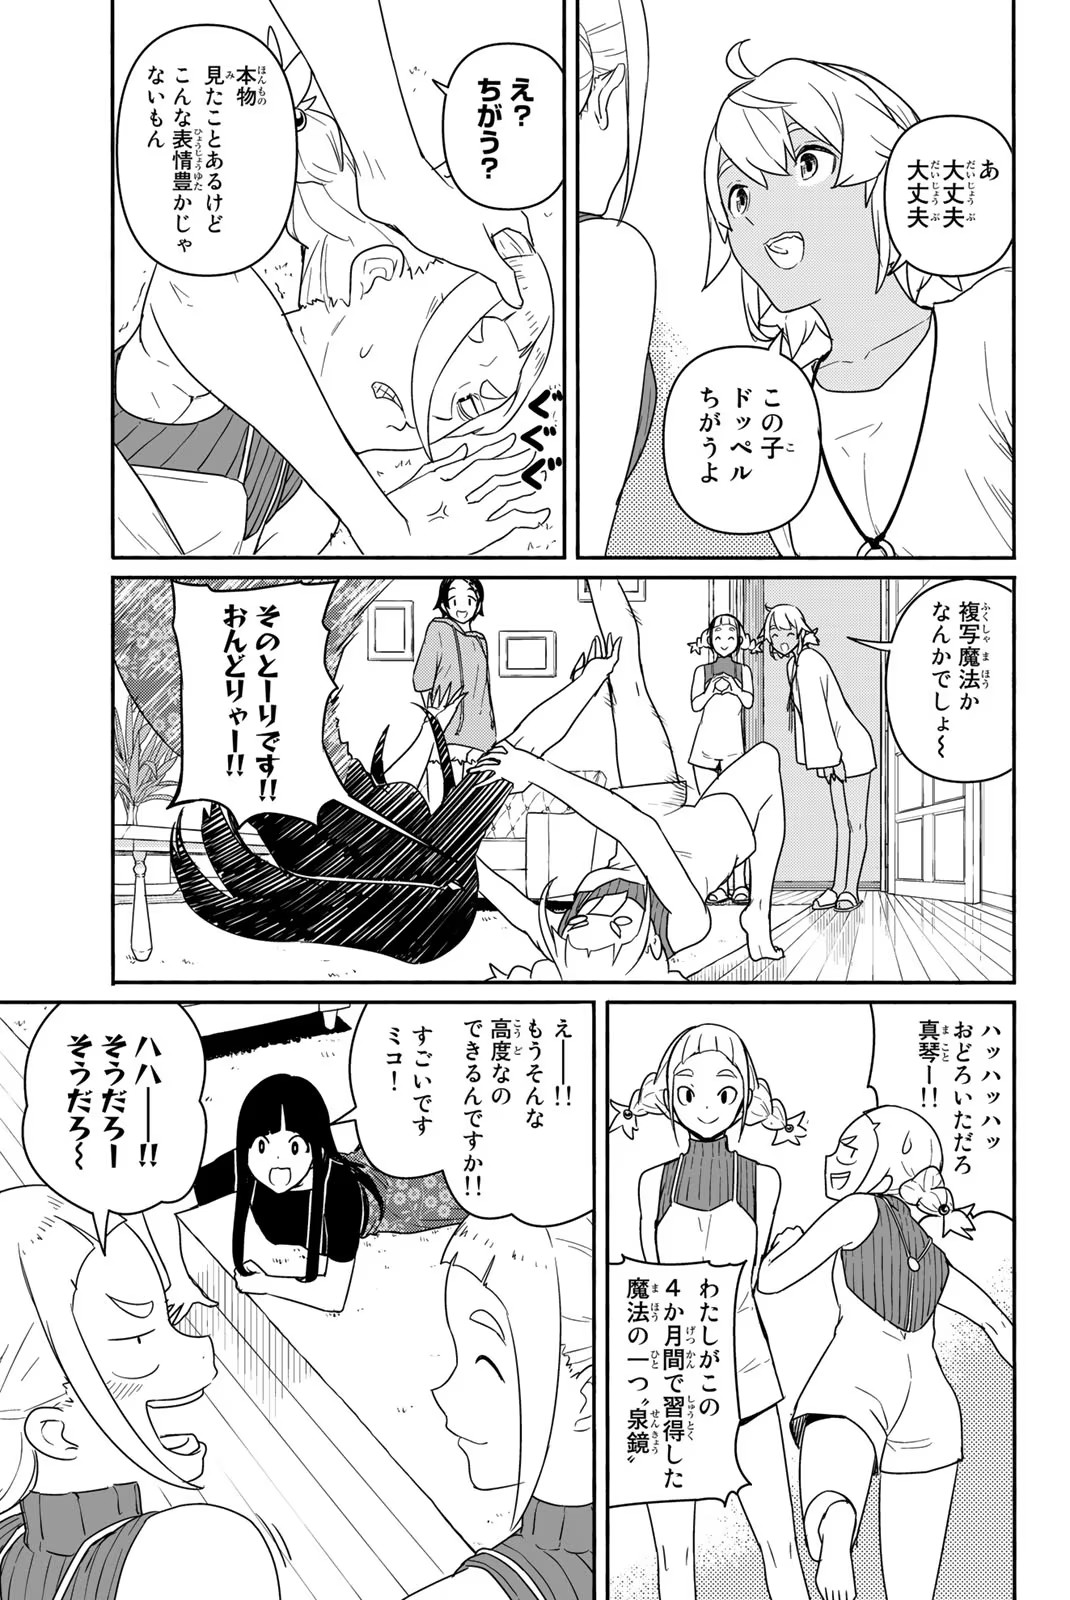 あ
大丈夫
大丈夫
この子
ドッペル
ちがうよ
え?
ちがう?
本物
見たことあるけど
こんな表情豊かじゃ
ないもん
ぐぐぐ
複写魔法か
なんかでしょ〜
そのとーりです!!
おんどりゃー!!
ハッハッハッハッ
おどろいただろ
真琴ー!!
わたしがこの
4か月間で習得した
魔法の一つ〝泉鏡〟
えー!!
もうそんな
高度なの
できるんですか!!
すごいです
ミコ!
ハハー!!
そうだろー
そうだろ〜